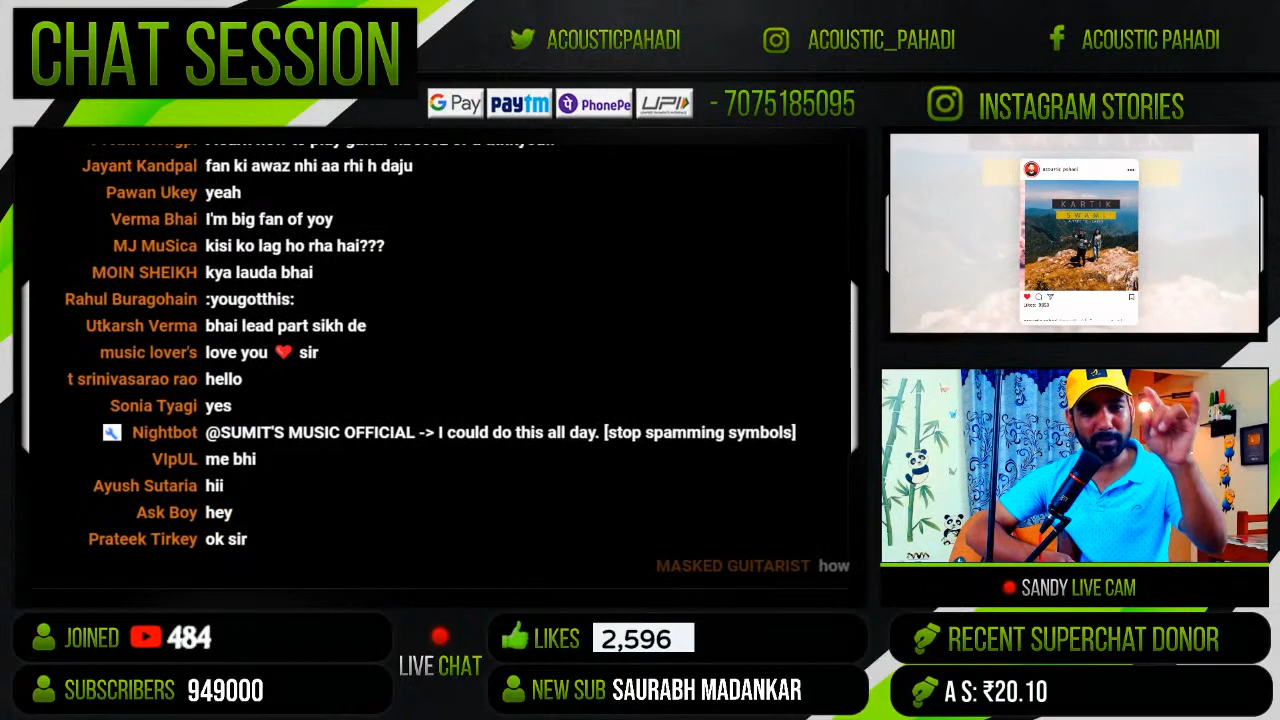 CHAT SESSION
ACOUSTICPAHADI
ACOUSTIC_PAHADI
ACOUSTIC PAHADI
G Pay paytm PhonePe UPI - 7075185095
INSTAGRAM STORIES
Jayant Kandpal fan ki awaz nhi aa rhi h daju
Pawan Ukey yeah
Verma Bhai I'm big fan of yoy
MJ MuSica kisi ko lag ho rha hai???
MOIN SHEIKH kya lauda bhai
Rahul Buragohain :yougotthis:
Utkarsh Verma bhai lead part sikh de
music lover's love you ❤ sir
t srinivasarao rao hello
Sonia Tyagi yes
Nightbot @SUMIT'S MUSIC OFFICIAL -> I could do this all day. [stop spamming symbols]
VIpUL me bhi
Ayush Sutaria hii
Ask Boy hey
Prateek Tirkey ok sir
MASKED GUITARIST how
KARTIK
SWAMI
SANDY LIVE CAM
JOINED 484
LIVE CHAT
LIKES 2,596
RECENT SUPERCHAT DONOR
SUBSCRIBERS 949000
NEW SUB SAURABH MADANKAR
A S: ₹20.10